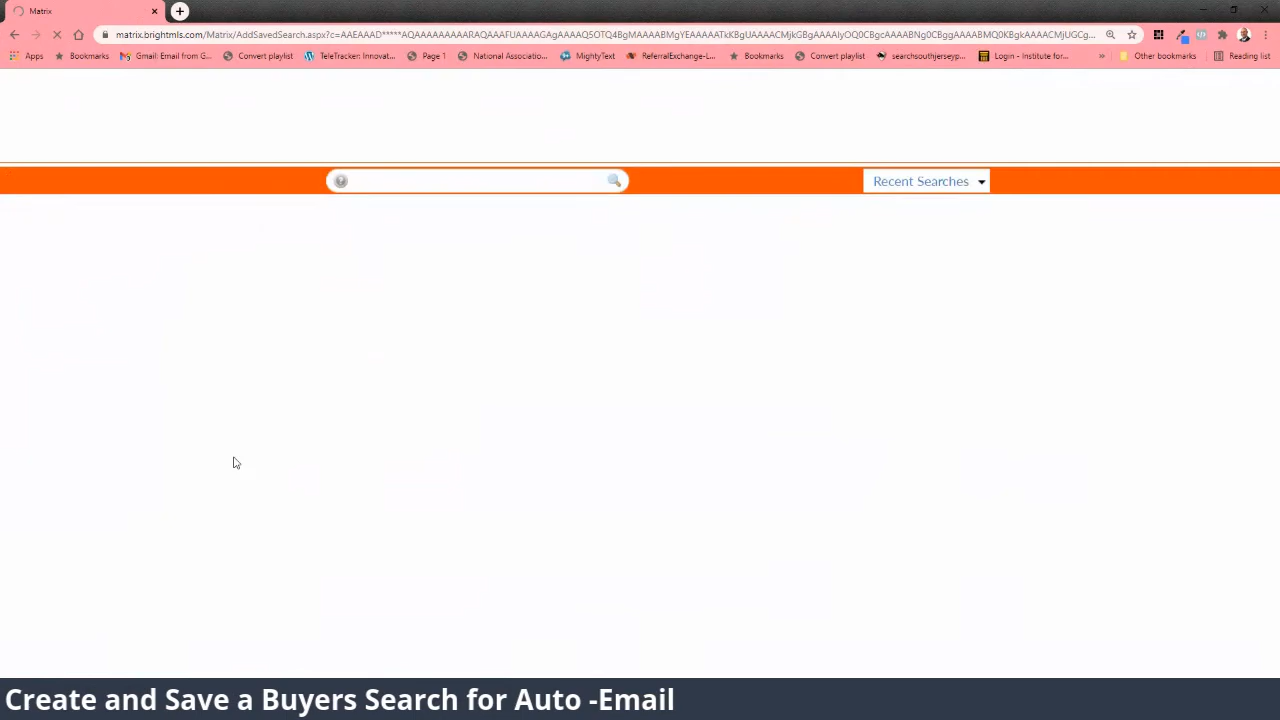 Matrix
matrix.brightmls.com/Matrix/AddSavedSearch.aspx?c=
Apps Bookmarks Gmail: Email from G... Convert playlist TeleTracker: Innovat... Page 1 National Associatio... MightyText ReferralExchange-L... Bookmarks Convert playlist searchsouthjerseyp... Login - Institute for... » Other bookmarks Reading list
Recent Searches
Create and Save a Buyers Search for Auto -Email